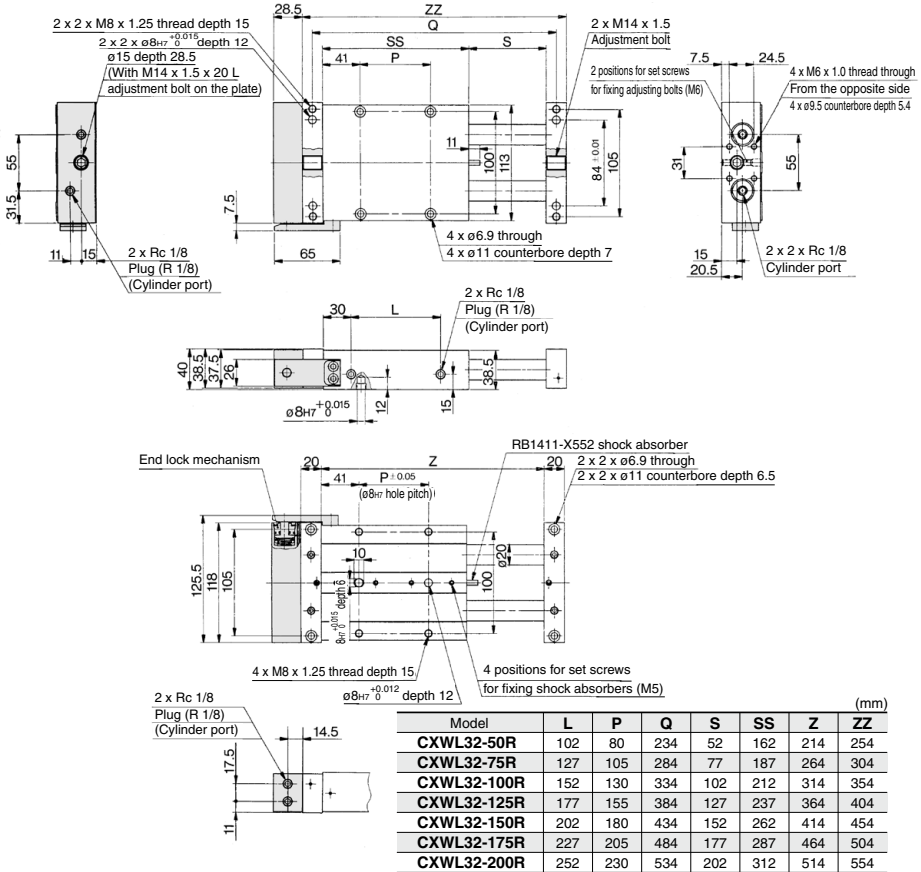 28.5
ZZ
Q
SS
S
41
P
2 x 2 x M8 x 1.25 thread depth 15
2 x 2 x ø8H7 +0.015 0 depth 12
ø15 depth 28.5
(With M14 x 1.5 x 20 L
adjustment bolt on the plate)
2 x M14 x 1.5
Adjustment bolt
2 positions for set screws
for fixing adjusting bolts (M6)
7.5
24.5
4 x M6 x 1.0 thread through
From the opposite side
4 x ø9.5 counterbore depth 5.4
55
31.5
11
15
2 x Rc 1/8
Plug (R 1/8)
(Cylinder port)
7.5
65
11
100
113
84 ± 0.01
105
4 x ø6.9 through
4 x ø11 counterbore depth 7
31
55
15
20.5
2 x 2 x Rc 1/8
Cylinder port
30
L
2 x Rc 1/8
Plug (R 1/8)
(Cylinder port)
40
38.5
37.5
26
ø8H7 +0.015 0
12
15
38.5
RB1411-X552 shock absorber
End lock mechanism
20
Z
20
2 x 2 x ø6.9 through
2 x 2 x ø11 counterbore depth 6.5
41
P ± 0.05
(ø8H7 hole pitch)
125.5
118
105
10
8H7 +0.015 0 depth 6
100
ø20
4 x M8 x 1.25 thread depth 15
ø8H7 +0.012 0 depth 12
4 positions for set screws
for fixing shock absorbers (M5)
2 x Rc 1/8
Plug (R 1/8)
(Cylinder port)
14.5
17.5
11
(mm)
Model L P Q S SS Z ZZ
CXWL32-50R 102 80 234 52 162 214 254
CXWL32-75R 127 105 284 77 187 264 304
CXWL32-100R 152 130 334 102 212 314 354
CXWL32-125R 177 155 384 127 237 364 404
CXWL32-150R 202 180 434 152 262 414 454
CXWL32-175R 227 205 484 177 287 464 504
CXWL32-200R 252 230 534 202 312 514 554